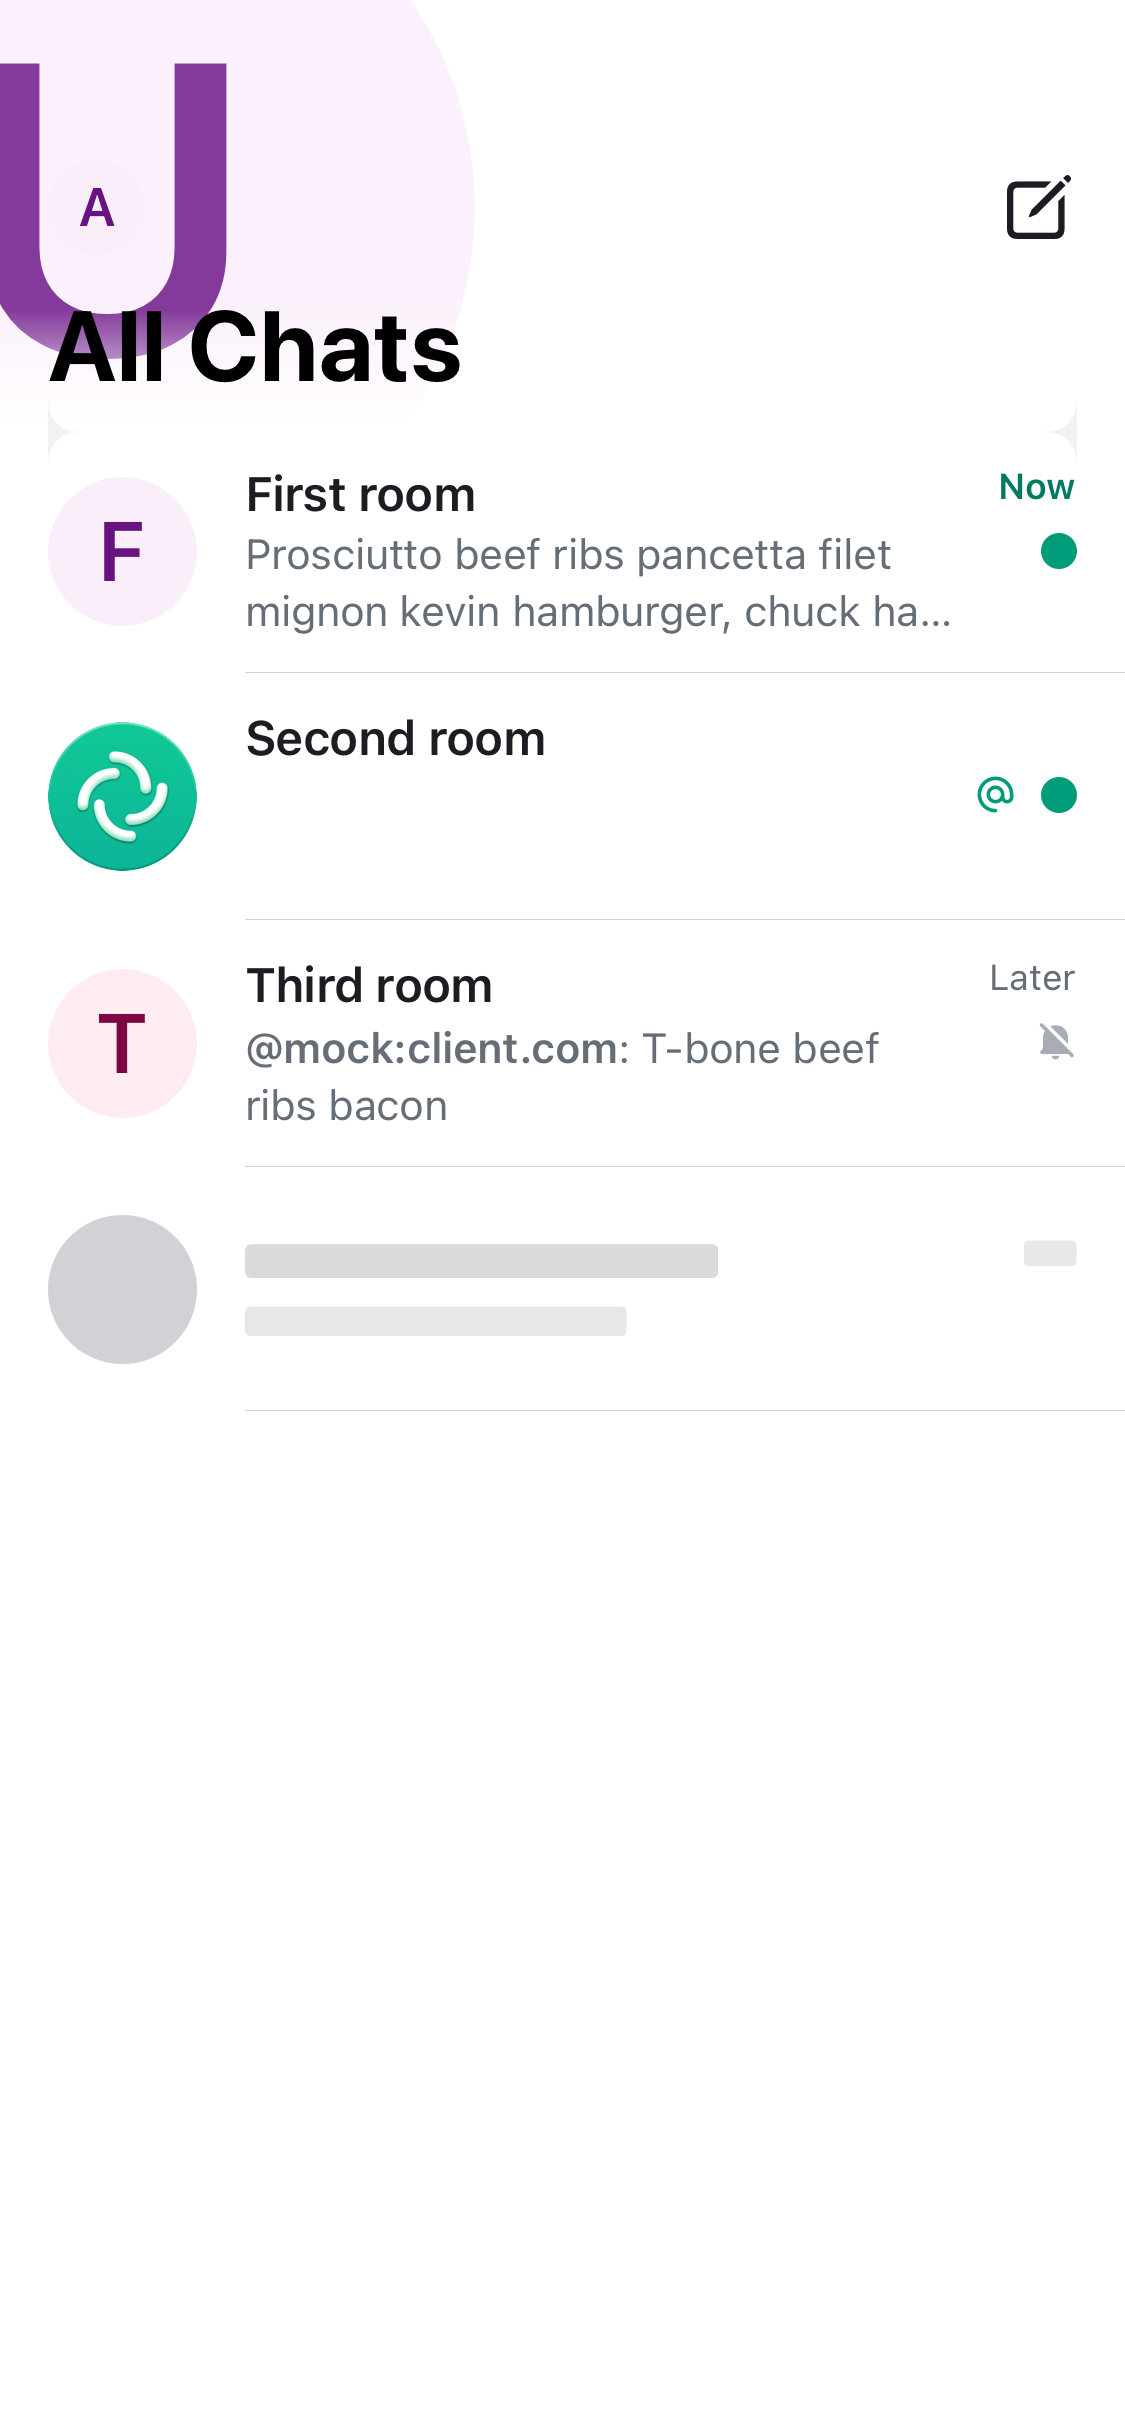 U
A
All Chats
First room
Now
Prosciutto beef ribs pancetta filet
mignon kevin hamburger, chuck ha...
Second room
@
Third room
Later
@mock:client.com: T-bone beef
ribs bacon
F
T